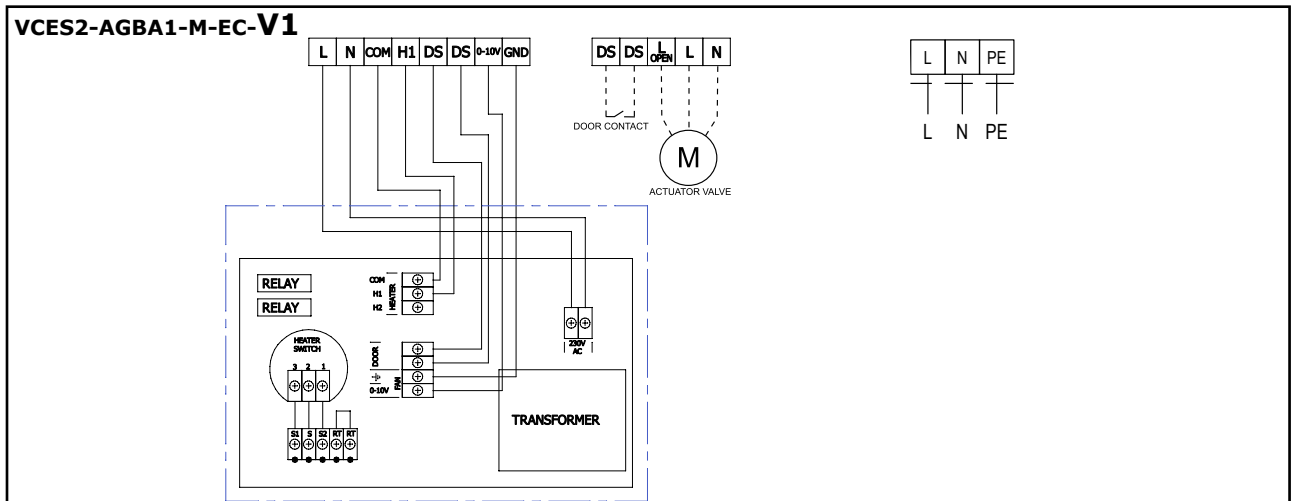 VCES2-AGBA1-M-EC-V1
L N COM H1 DS DS 0-10V GND
DS DS L OPEN L N
L N PE
DOOR CONTACT
M
ACTUATOR VALVE
L N PE
RELAY
RELAY
COM
H1
H2
HEATER
230V
AC
HEATER
SWITCH
3 2 1
DOOR
FAN
0-10V
TRANSFORMER
S1 S S2 RT RT